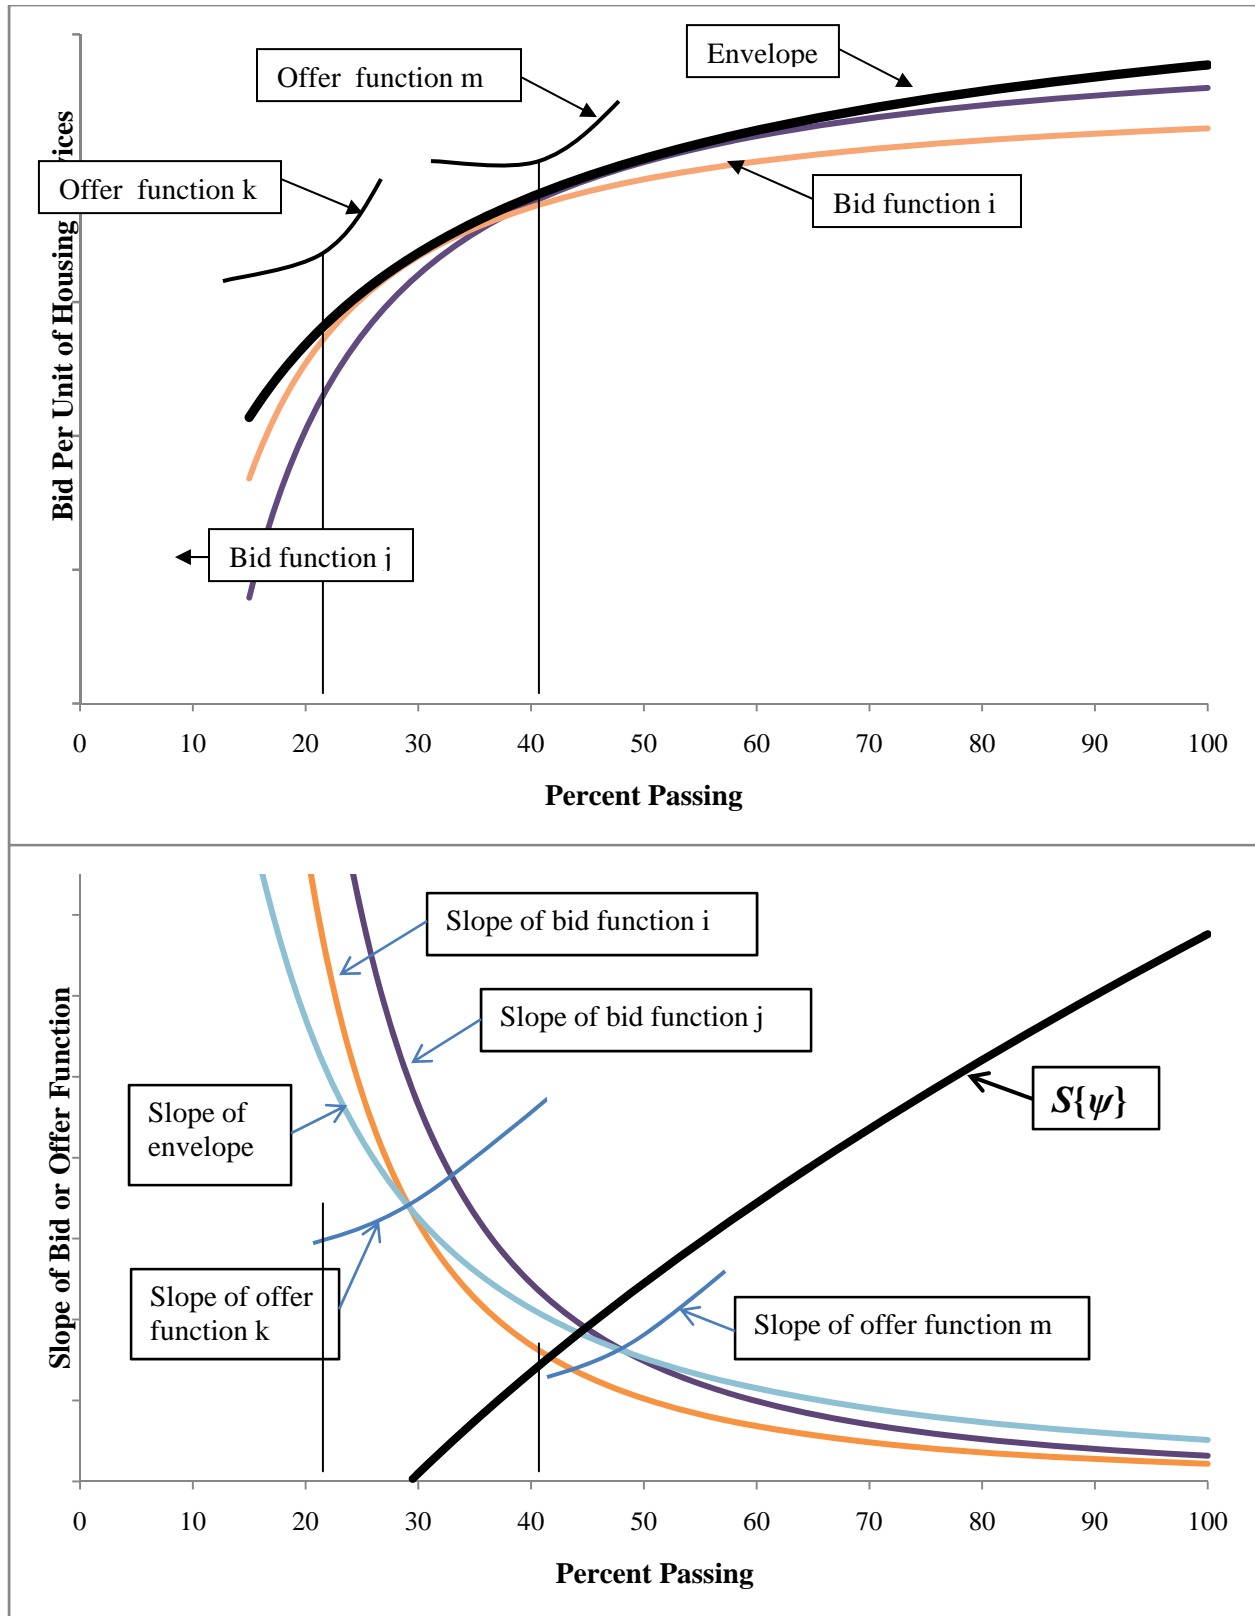 Envelope
Offer function m
Offer function k
Bid function i
Bid Per Unit of Housing vices
Bid function j
0 10 20 30 40 50 60 70 80 90 100
Percent Passing
Slope of bid function i
Slope of bid function j
S{ψ}
Slope of
envelope
Slope of offer
function k
Slope of offer function m
Slope of Bid or Offer Function
0 10 20 30 40 50 60 70 80 90 100
Percent Passing